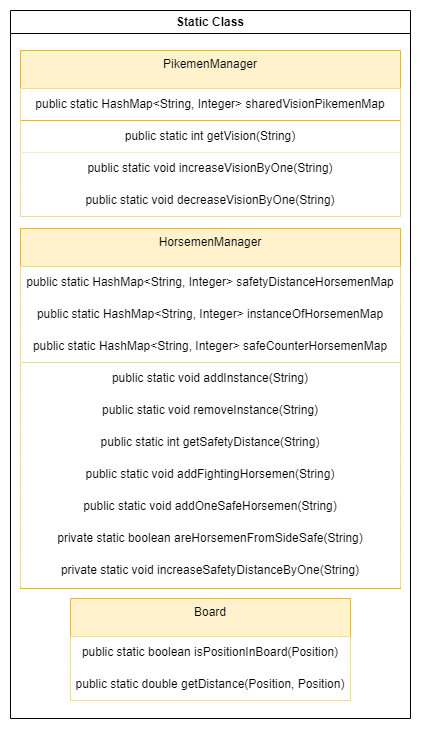 Static Class
PikemenManager
public static HashMap<String, Integer> sharedVisionPikemenMap
public static int getVision(String)
public static void increaseVisionByOne(String)
public static void decreaseVisionByOne(String)
HorsemenManager
public static HashMap<String, Integer> safetyDistanceHorsemenMap
public static HashMap<String, Integer> instanceOfHorsemenMap
public static HashMap<String, Integer> safeCounterHorsemenMap
public static void addInstance(String)
public static void removeInstance(String)
public static int getSafetyDistance(String)
public static void addFightingHorsemen(String)
public static void addOneSafeHorsemen(String)
private static boolean areHorsemenFromSideSafe(String)
private static void increaseSafetyDistanceByOne(String)
Board
public static boolean isPositionInBoard(Position)
public static double getDistance(Position, Position)